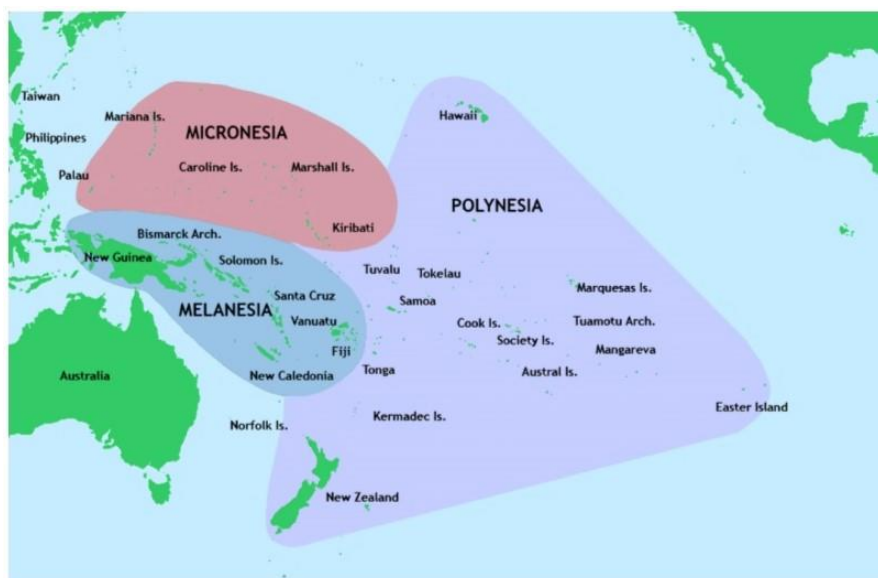 Taiwan
Mariana Is.
Hawaii
MICRONESIA
Philippines
Caroline Is.
Marshall Is.
Palau
POLYNESIA
Kiribati
Bismarck Arch.
New Guinea
Solomon Is.
Tuvalu
Tokelau
Marquesas Is.
Santa Cruz
Samoa
MELANESIA
Vanuatu
Cook Is.
Tuamotu Arch.
Society Is.
Fiji
Mangareva
Tonga
Austral Is.
Australia
New Caledonia
Easter Island
Kermadec Is.
Norfolk Is.
New Zealand